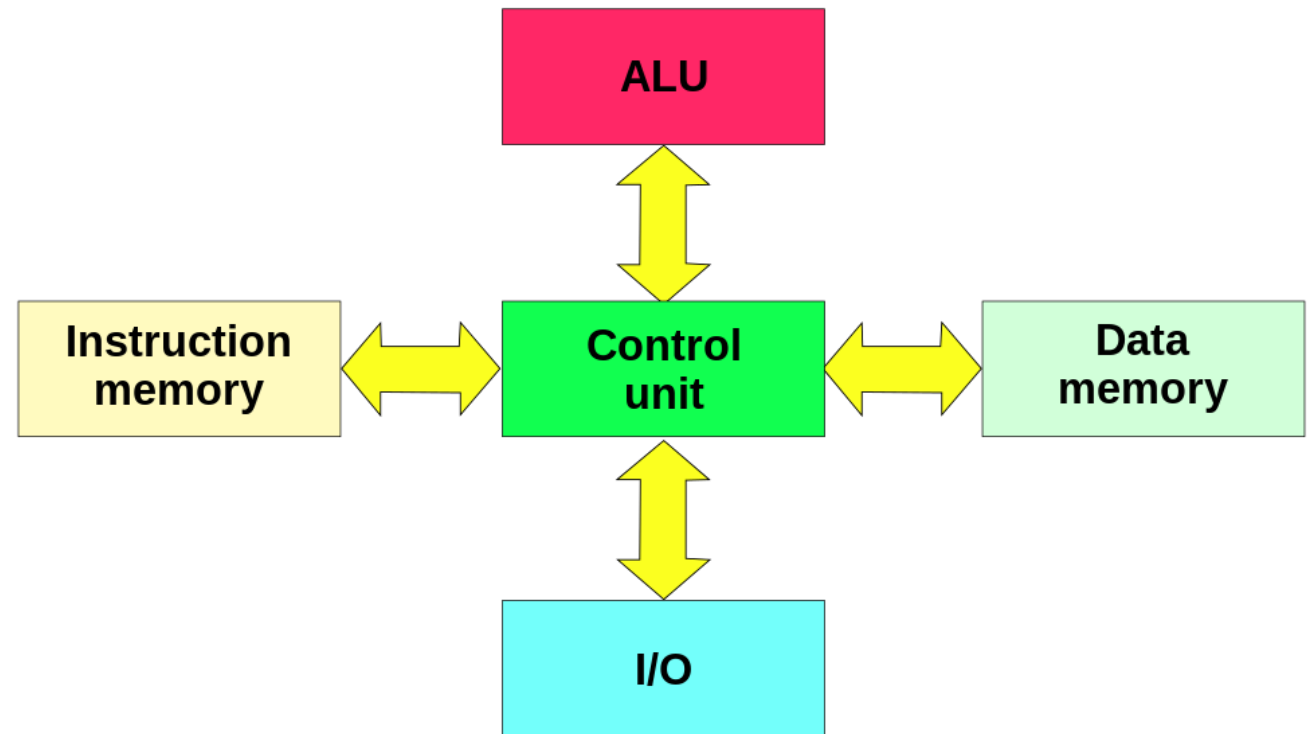 ALU
Instruction
memory
Control
unit
Data
memory
I/O